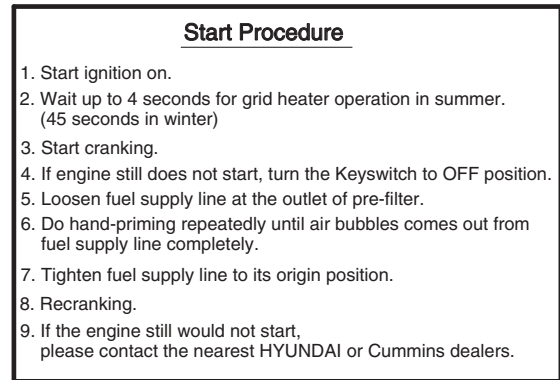 Start Procedure
1. Start ignition on.
2. Wait up to 4 seconds for grid heater operation in summer.
(45 seconds in winter)
3. Start cranking.
4. If engine still does not start, turn the Keyswitch to OFF position.
5. Loosen fuel supply line at the outlet of pre-filter.
6. Do hand-priming repeatedly until air bubbles comes out from
fuel supply line completely.
7. Tighten fuel supply line to its origin position.
8. Recranking.
9. If the engine still would not start,
please contact the nearest HYUNDAI or Cummins dealers.